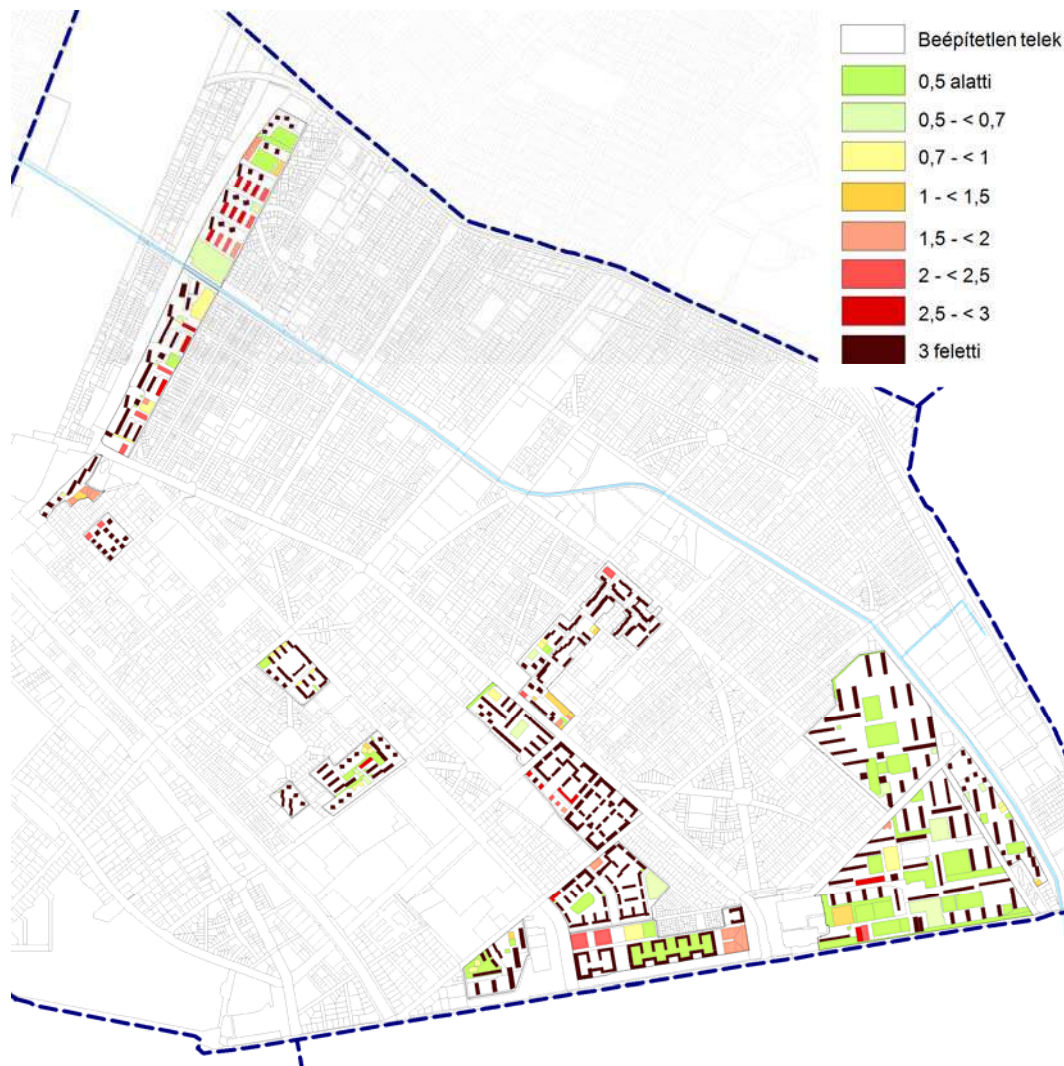 Beépítetlen telek
0,5 alatti
0,5 - < 0,7
0,7 - < 1
1 - < 1,5
1,5 - < 2
2 - < 2,5
2,5 - < 3
3 feletti